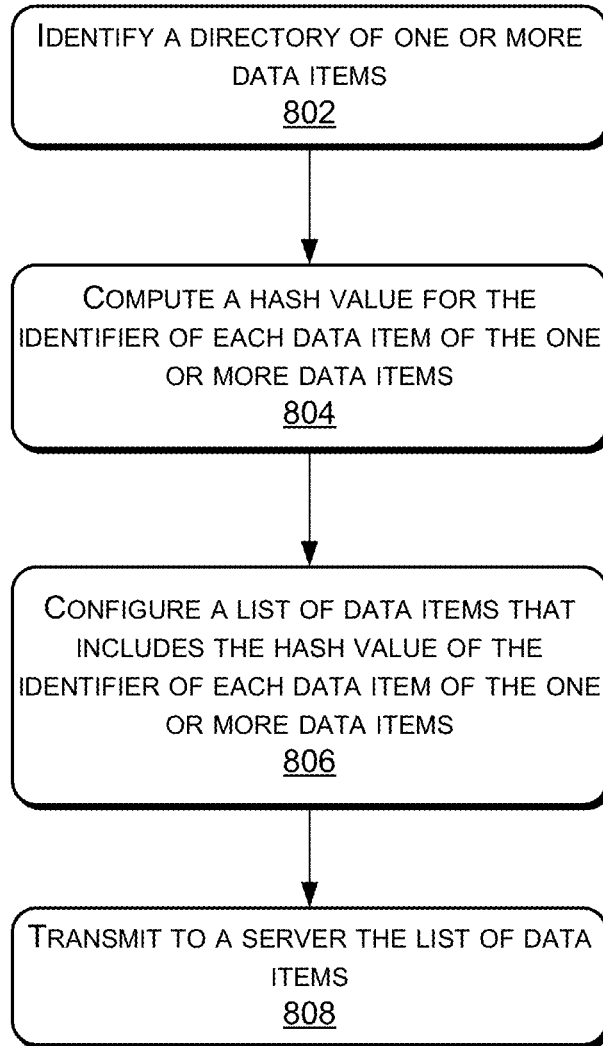 IDENTIFY A DIRECTORY OF ONE OR MORE
DATA ITEMS
802
COMPUTE A HASH VALUE FOR THE
IDENTIFIER OF EACH DATA ITEM OF THE ONE
OR MORE DATA ITEMS
804
CONFIGURE A LIST OF DATA ITEMS THAT
INCLUDES THE HASH VALUE OF THE
IDENTIFIER OF EACH DATA ITEM OF THE ONE
OR MORE DATA ITEMS
806
TRANSMIT TO A SERVER THE LIST OF DATA
ITEMS
808